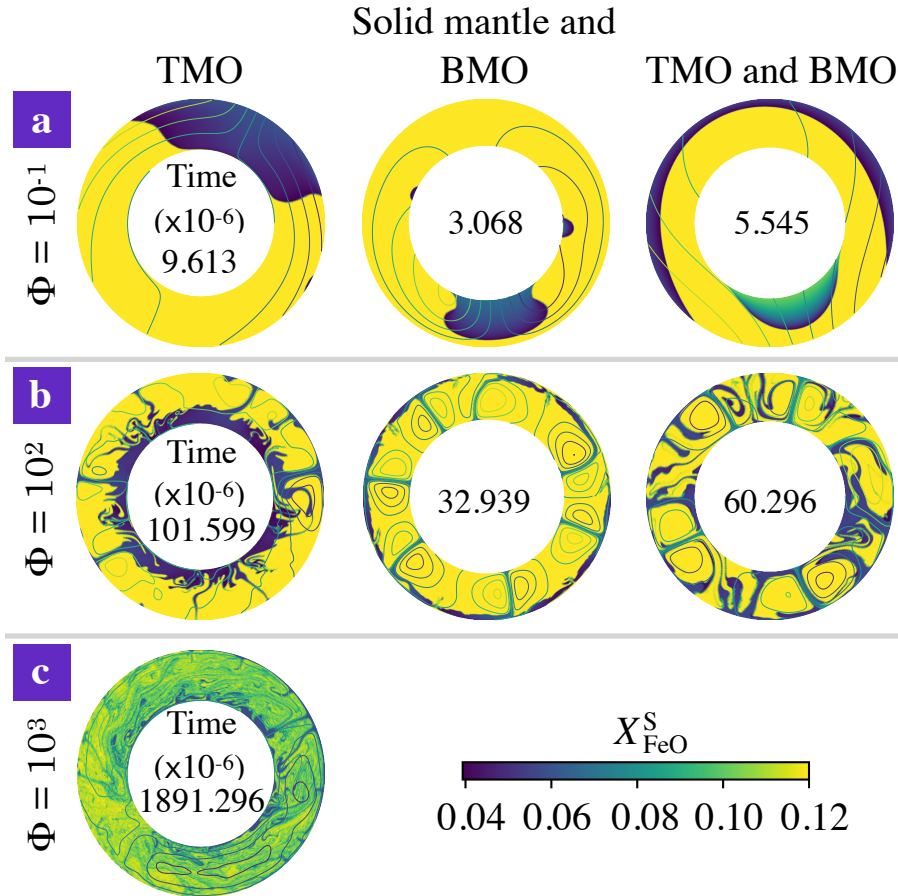 Solid mantle and
TMO
BMO
TMO and BMO
a
Φ = 10⁻¹
Time
(x10⁻⁶)
9.613
3.068
5.545
b
Φ = 10²
Time
(x10⁻⁶)
101.599
32.939
60.296
c
Φ = 10³
Time
(x10⁻⁶)
1891.296
X^S_FeO
0.04 0.06 0.08 0.10 0.12